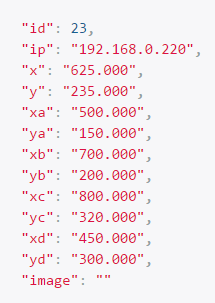 "id": 23,
"ip": "192.168.0.220",
"x": "625.000",
"y": "235.000",
"xa": "500.000",
"ya": "150.000",
"xb": "700.000",
"yb": "200.000",
"xc": "800.000",
"yc": "320.000",
"xd": "450.000",
"yd": "300.000",
"image": ""